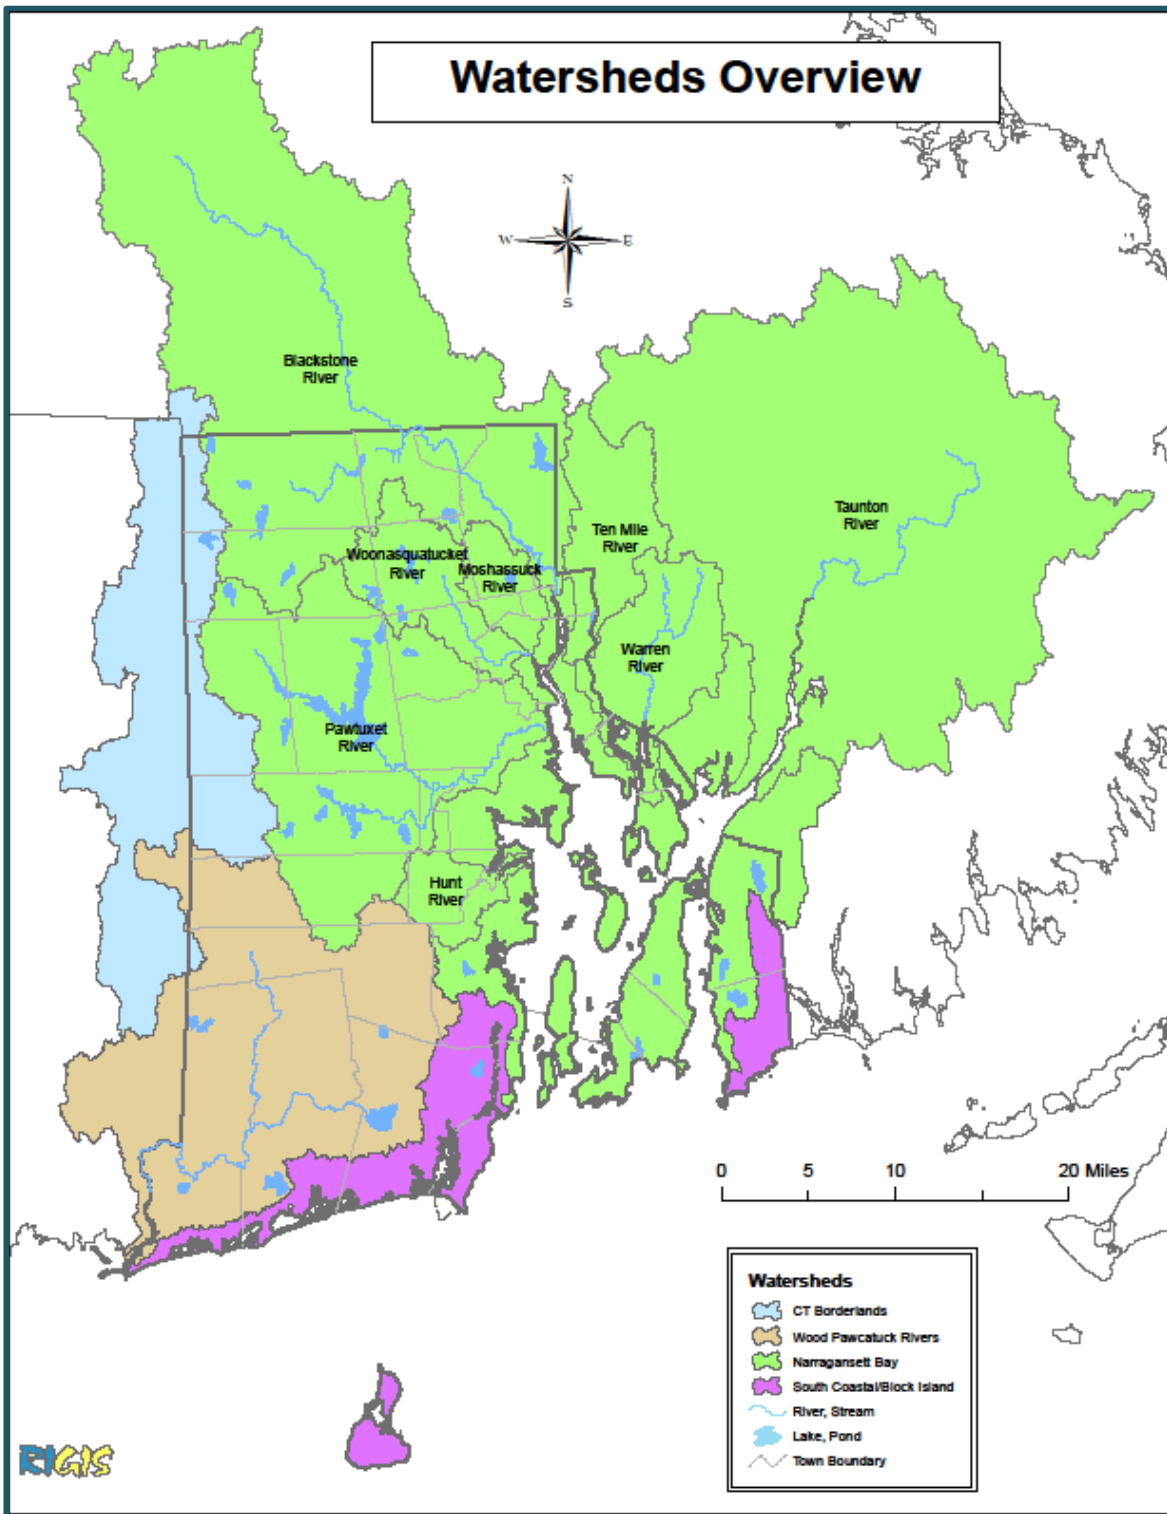 Watersheds Overview
N
W
E
S
Blackstone
River
Taunton
River
Ten Mile
River
Woonasquatucket
River
Moshassuck
River
Warren
River
Pawtuxet
River
Hunt
River
0 5 10 20 Miles
Watersheds
CT Borderlands
Wood Pawcatuck Rivers
Narragansett Bay
South Coastal/Block Island
River, Stream
Lake, Pond
Town Boundary
RIGIS